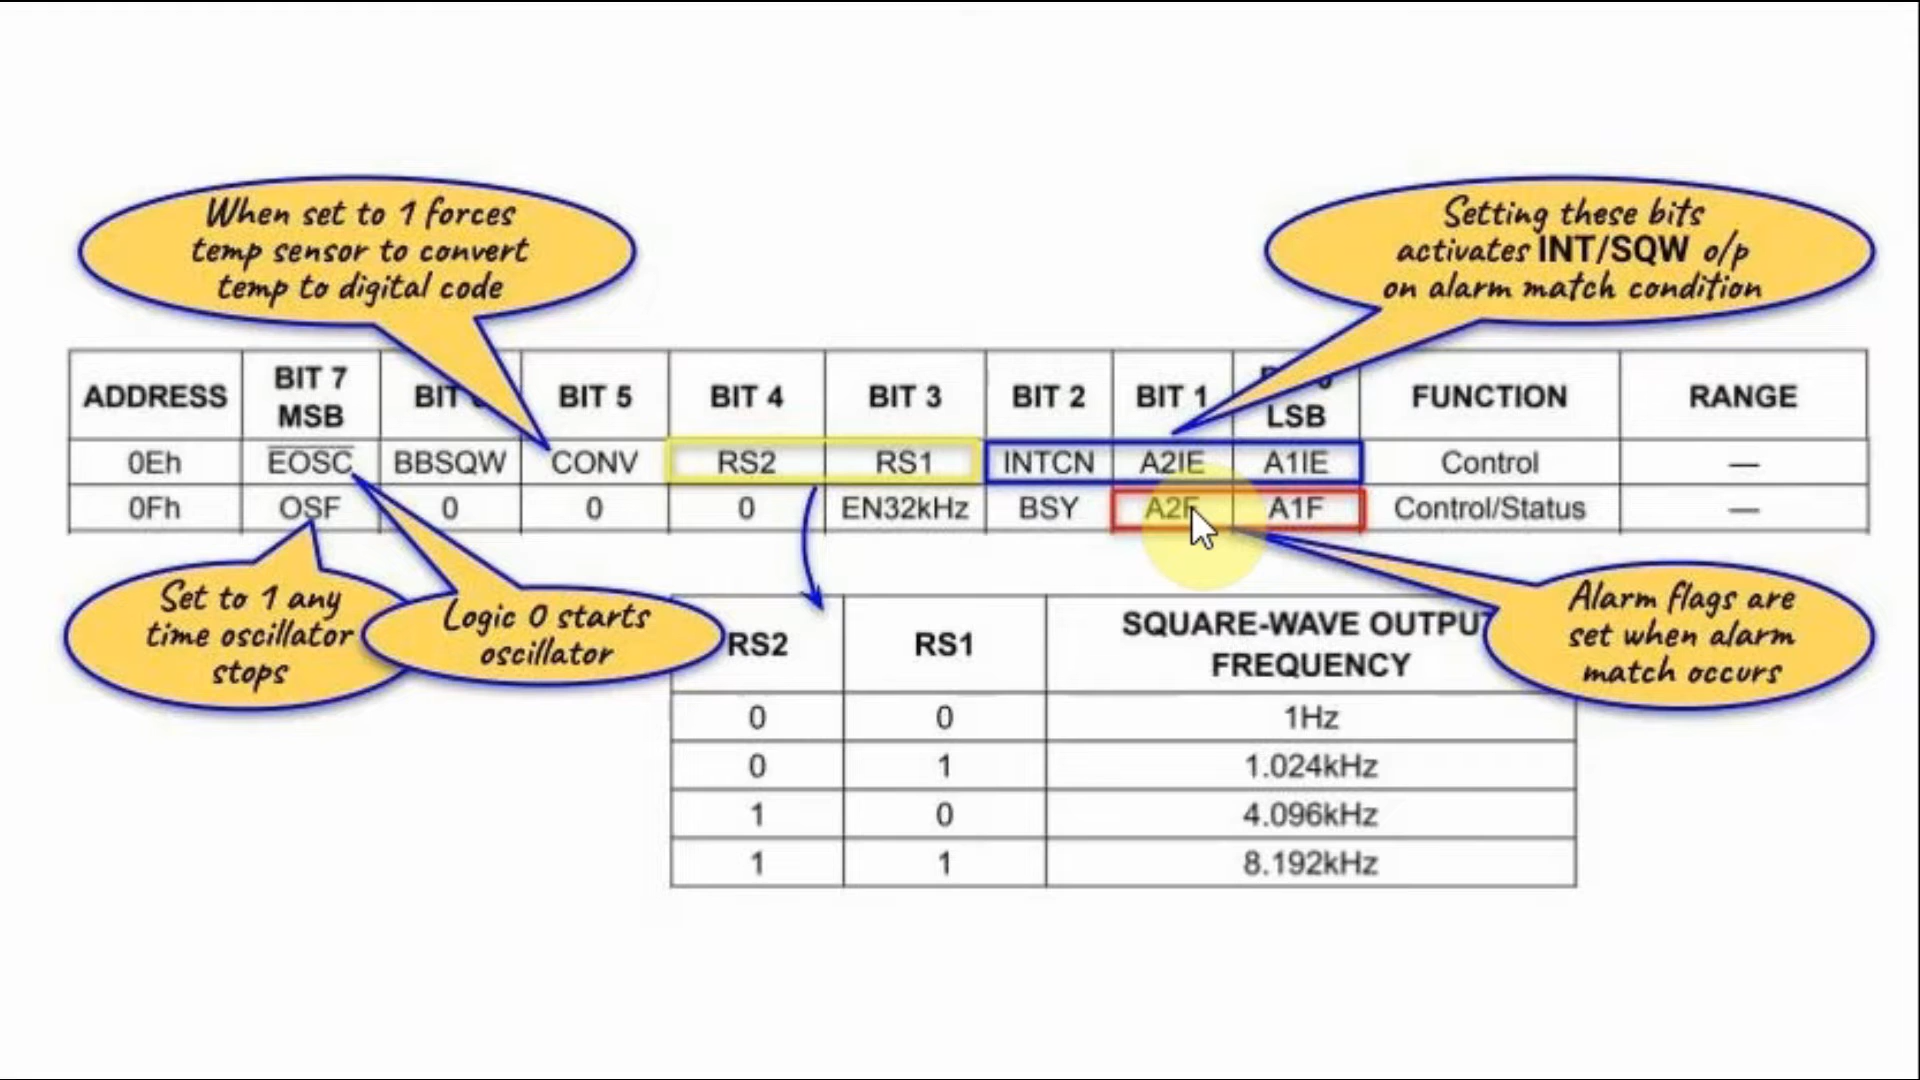 When set to 1 forces
temp sensor to convert
temp to digital code
Setting these bits
activates INT/SQW o/p
on alarm match condition
ADDRESS BIT 7 MSB BIT BIT 5 BIT 4 BIT 3 BIT 2 BIT 1 LSB FUNCTION RANGE
0Eh EOSC BBSQW CONV RS2 RS1 INTCN A2IE A1IE Control —
0Fh OSF 0 0 0 EN32kHz BSY A2F A1F Control/Status —
Set to 1 any
time oscillator
stops
Logic 0 starts
oscillator
Alarm flags are
set when alarm
match occurs
RS2 RS1 SQUARE-WAVE OUTPUT FREQUENCY
0 0 1Hz
0 1 1.024kHz
1 0 4.096kHz
1 1 8.192kHz